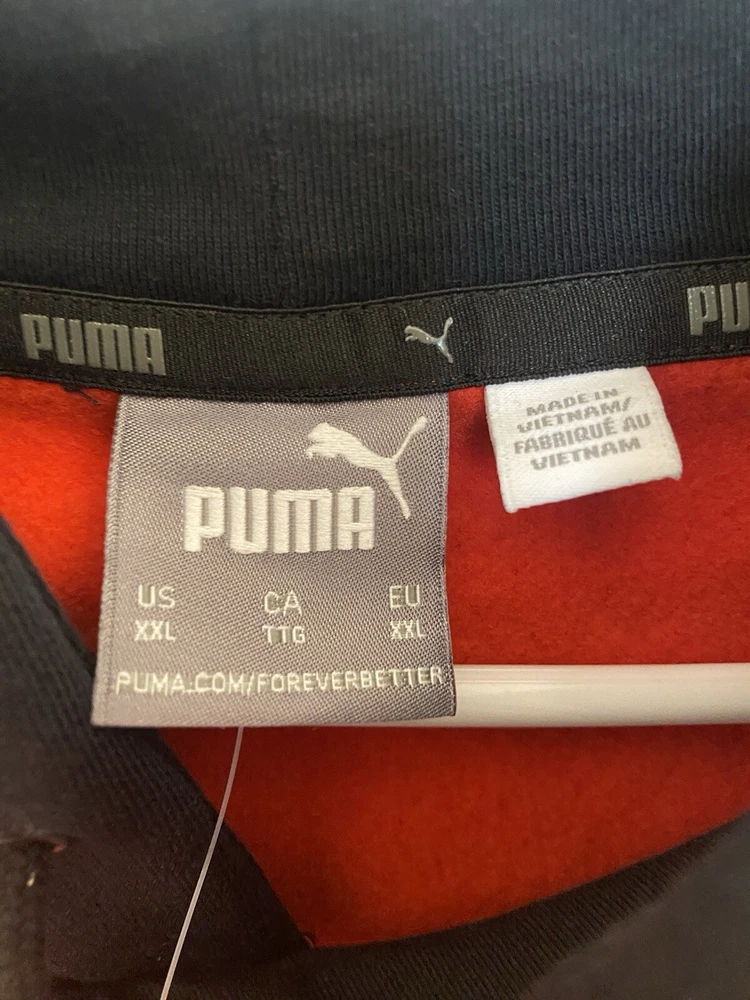 PUMA
PU
MADE IN
VIETNAM/
FABRIQUÉ AU
VIETNAM
PUMA
US CA EU
XXL TTG XXL
PUMA.COM/FOREVERBETTER